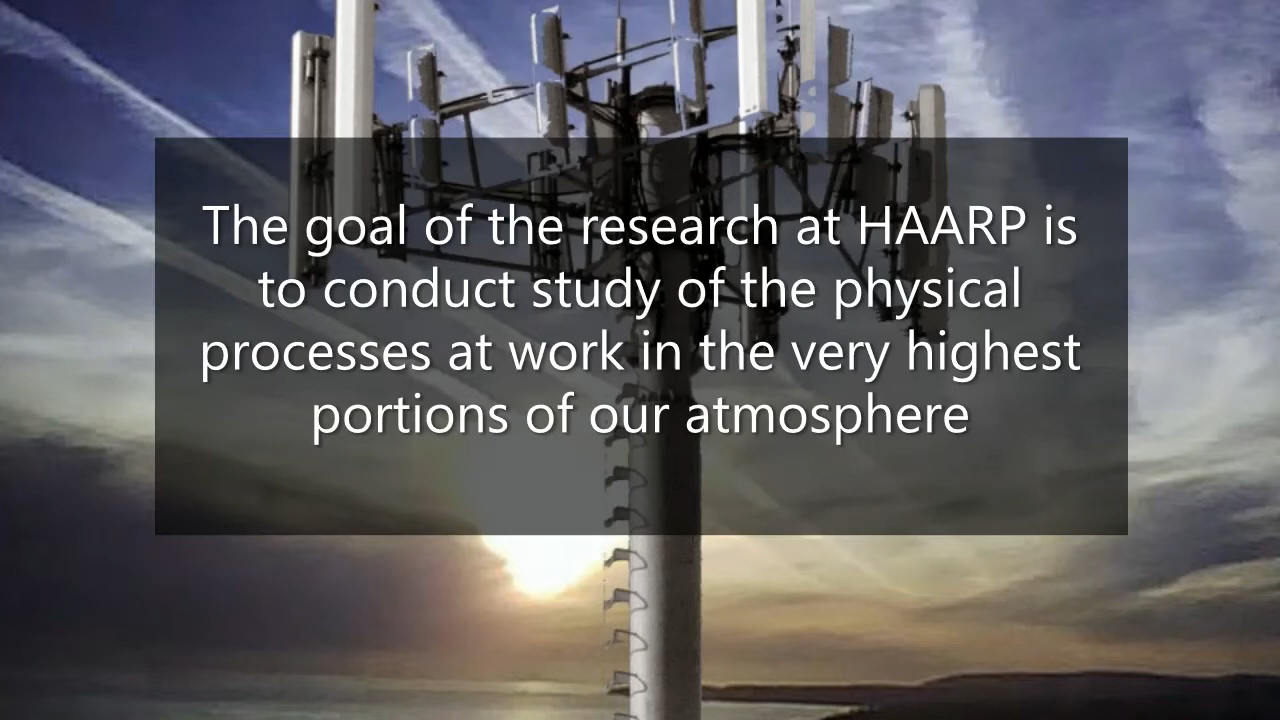 The goal of the research at HAARP is
to conduct study of the physical
processes at work in the very highest
portions of our atmosphere